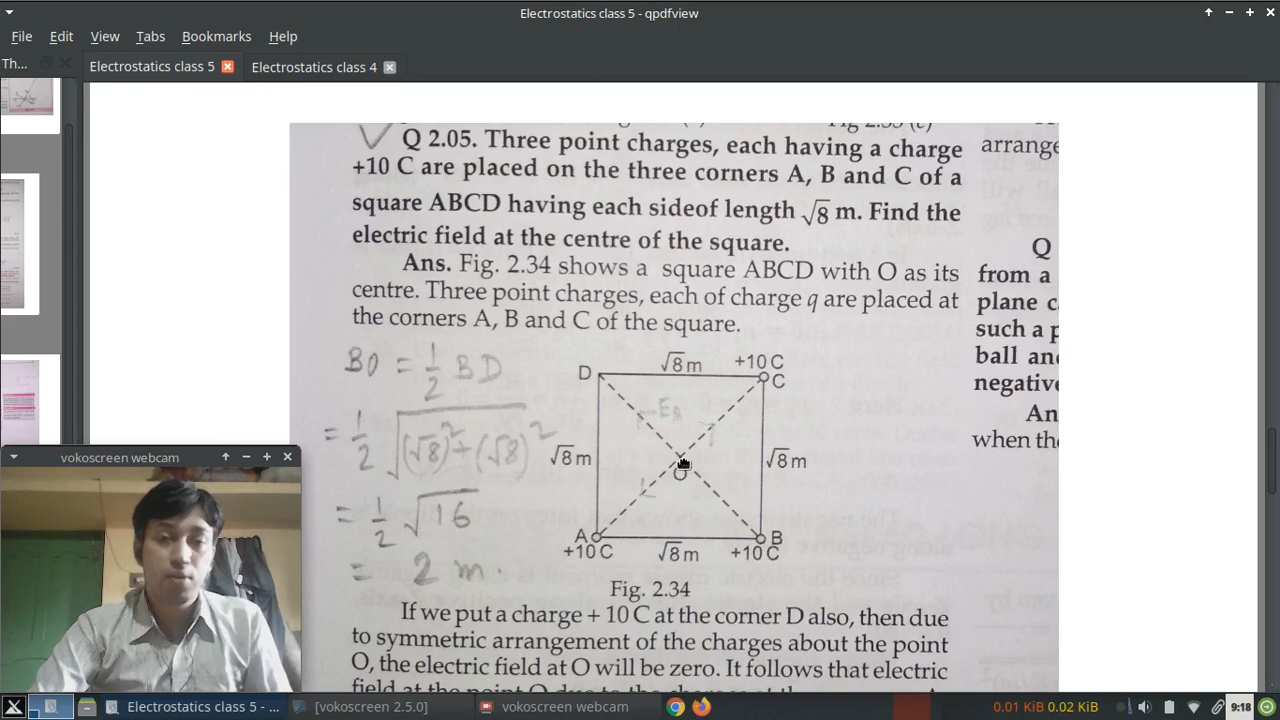 Electrostatics class 5 - qpdfview
File Edit View Tabs Bookmarks Help
Th... Electrostatics class 5 Electrostatics class 4
Q 2.05. Three point charges, each having a charge
+10 C are placed on the three corners A, B and C of a
square ABCD having each sideof length √8 m. Find the
electric field at the centre of the square.
Ans. Fig. 2.34 shows a square ABCD with O as its
centre. Three point charges, each of charge q are placed at
the corners A, B and C of the square.
BO = 1/2 BD
= 1/2 √((√8)² + (√8)²)
= 1/2 √16
= 2 m.
D √8 m +10 C C
√8 m √8 m
O
A +10 C √8 m +10 C B
Fig. 2.34
If we put a charge + 10 C at the corner D also, then due
to symmetric arrangement of the charges about the point
O, the electric field at O will be zero. It follows that electric
arrange
Q
from a
plane c
such a p
ball an
negative
An
when the
vokoscreen webcam
Electrostatics class 5 - ... [vokoscreen 2.5.0] vokoscreen webcam 0.01 KiB 0.02 KiB 9:18